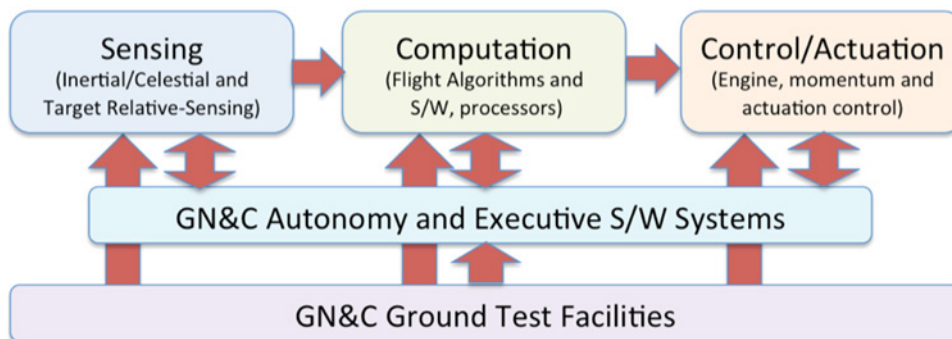 Sensing
(Inertial/Celestial and
Target Relative-Sensing)
Computation
(Flight Algorithms and
S/W, processors)
Control/Actuation
(Engine, momentum and
actuation control)
GN&C Autonomy and Executive S/W Systems
GN&C Ground Test Facilities